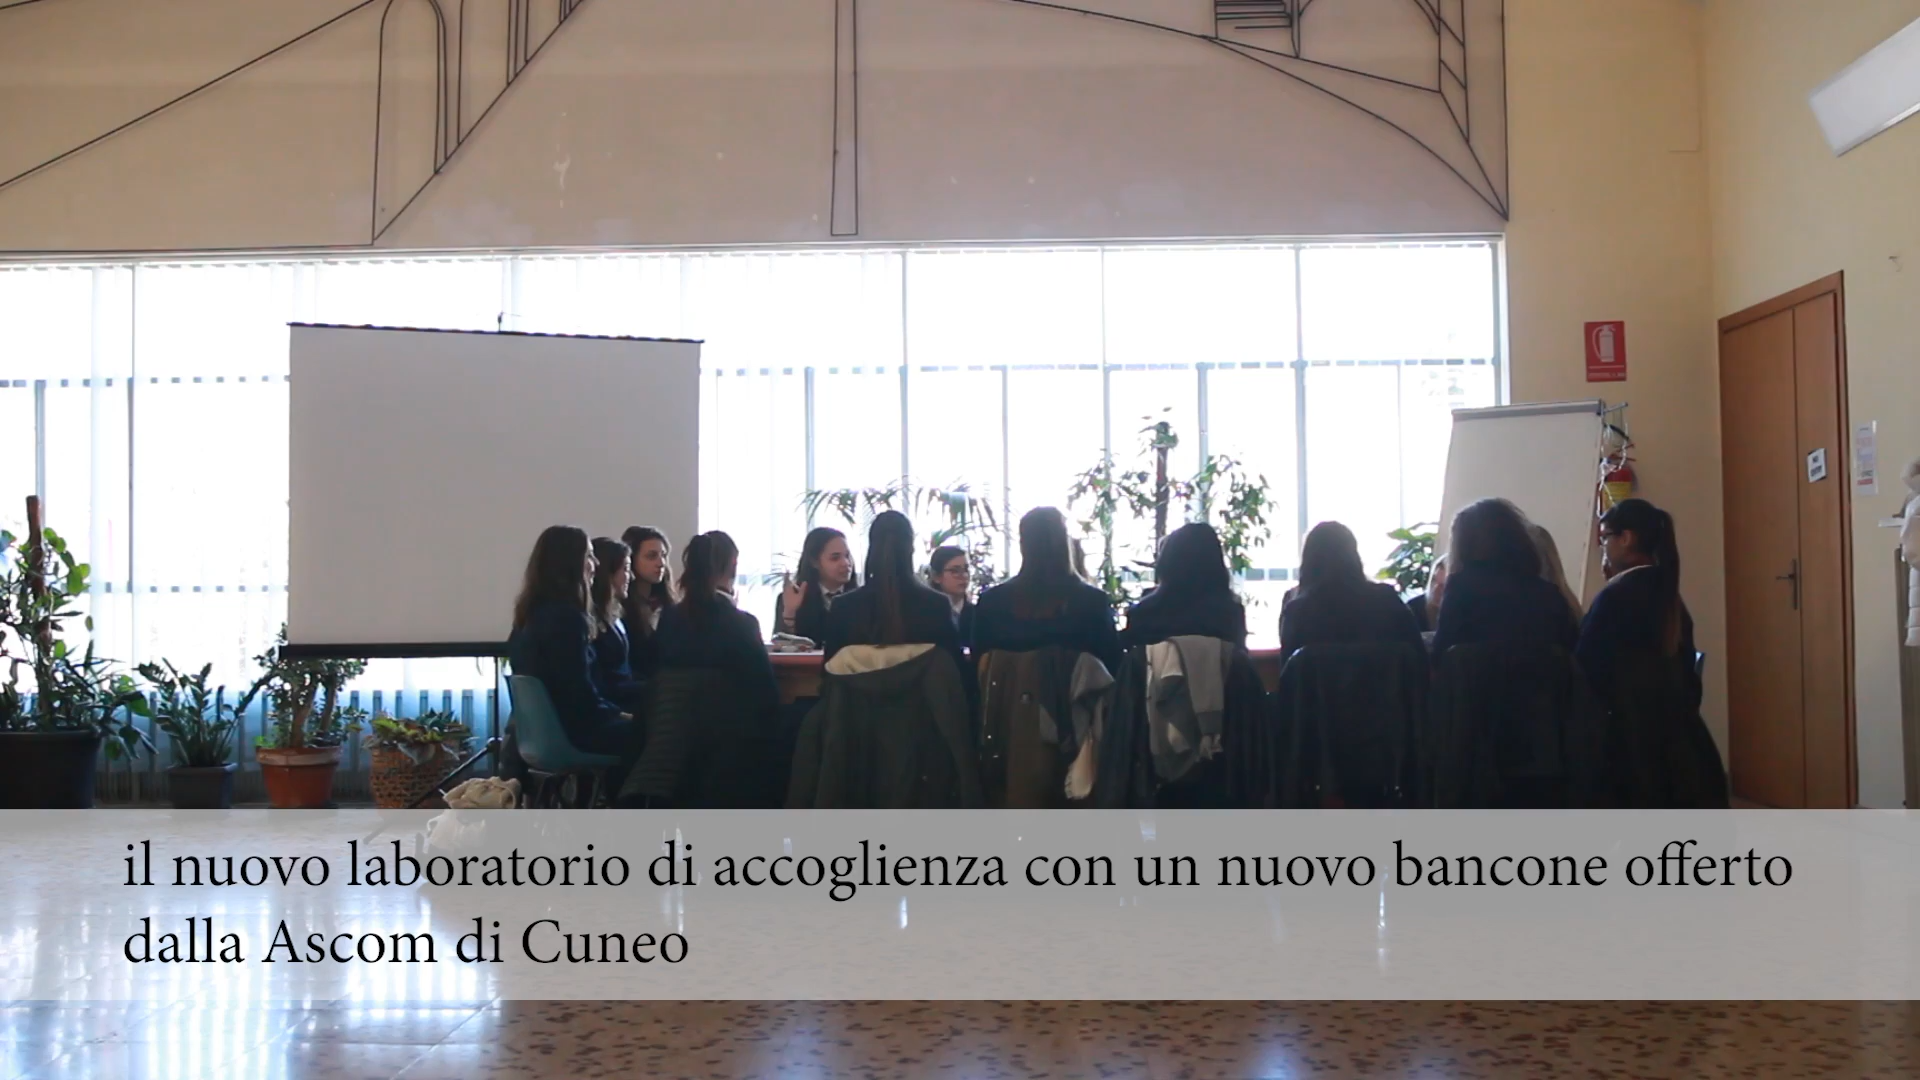 il nuovo laboratorio di accoglienza con un nuovo bancone offerto
dalla Ascom di Cuneo